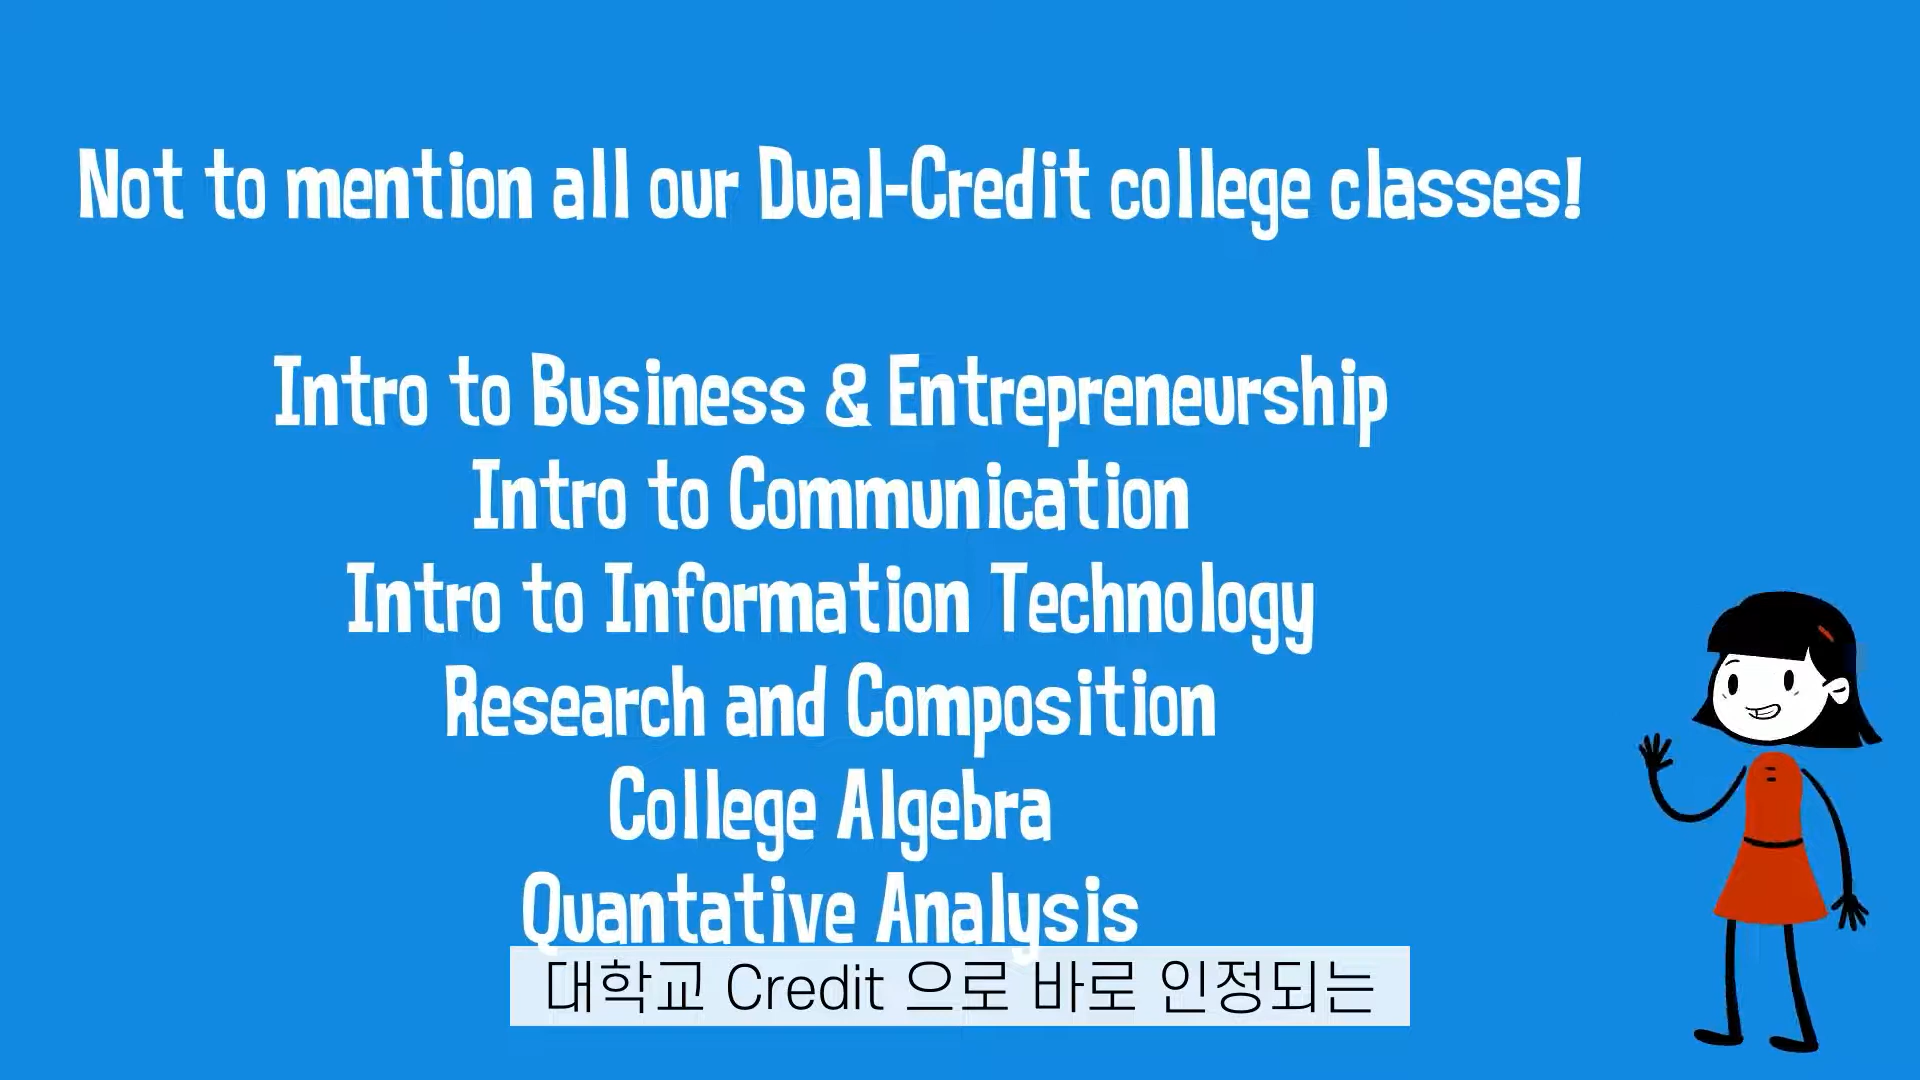 Not to mention all our Dual-Credit college classes!
Intro to Business & Entrepreneurship
Intro to Communication
Intro to Information Technology
Research and Composition
College Algebra
Quantative Analysis
대학교 Credit 으로 바로 인정되는